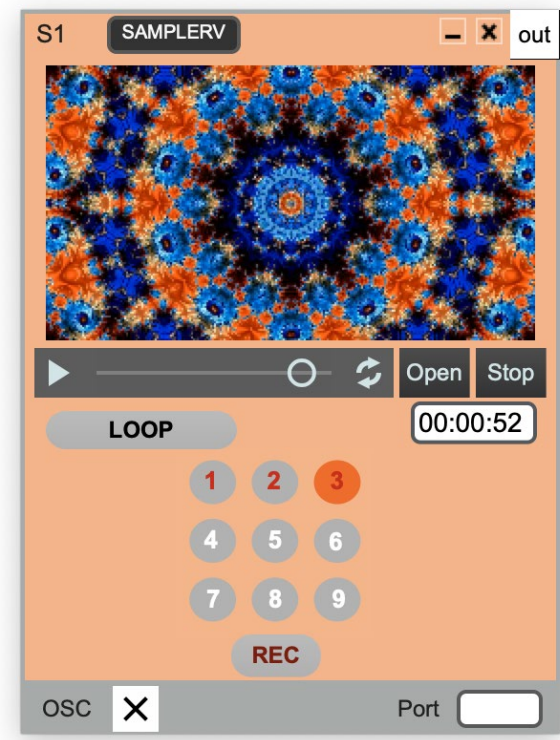 S1 SAMPLERV out
Open Stop
LOOP 00:00:52
1 2 3
4 5 6
7 8 9
REC
OSC Port